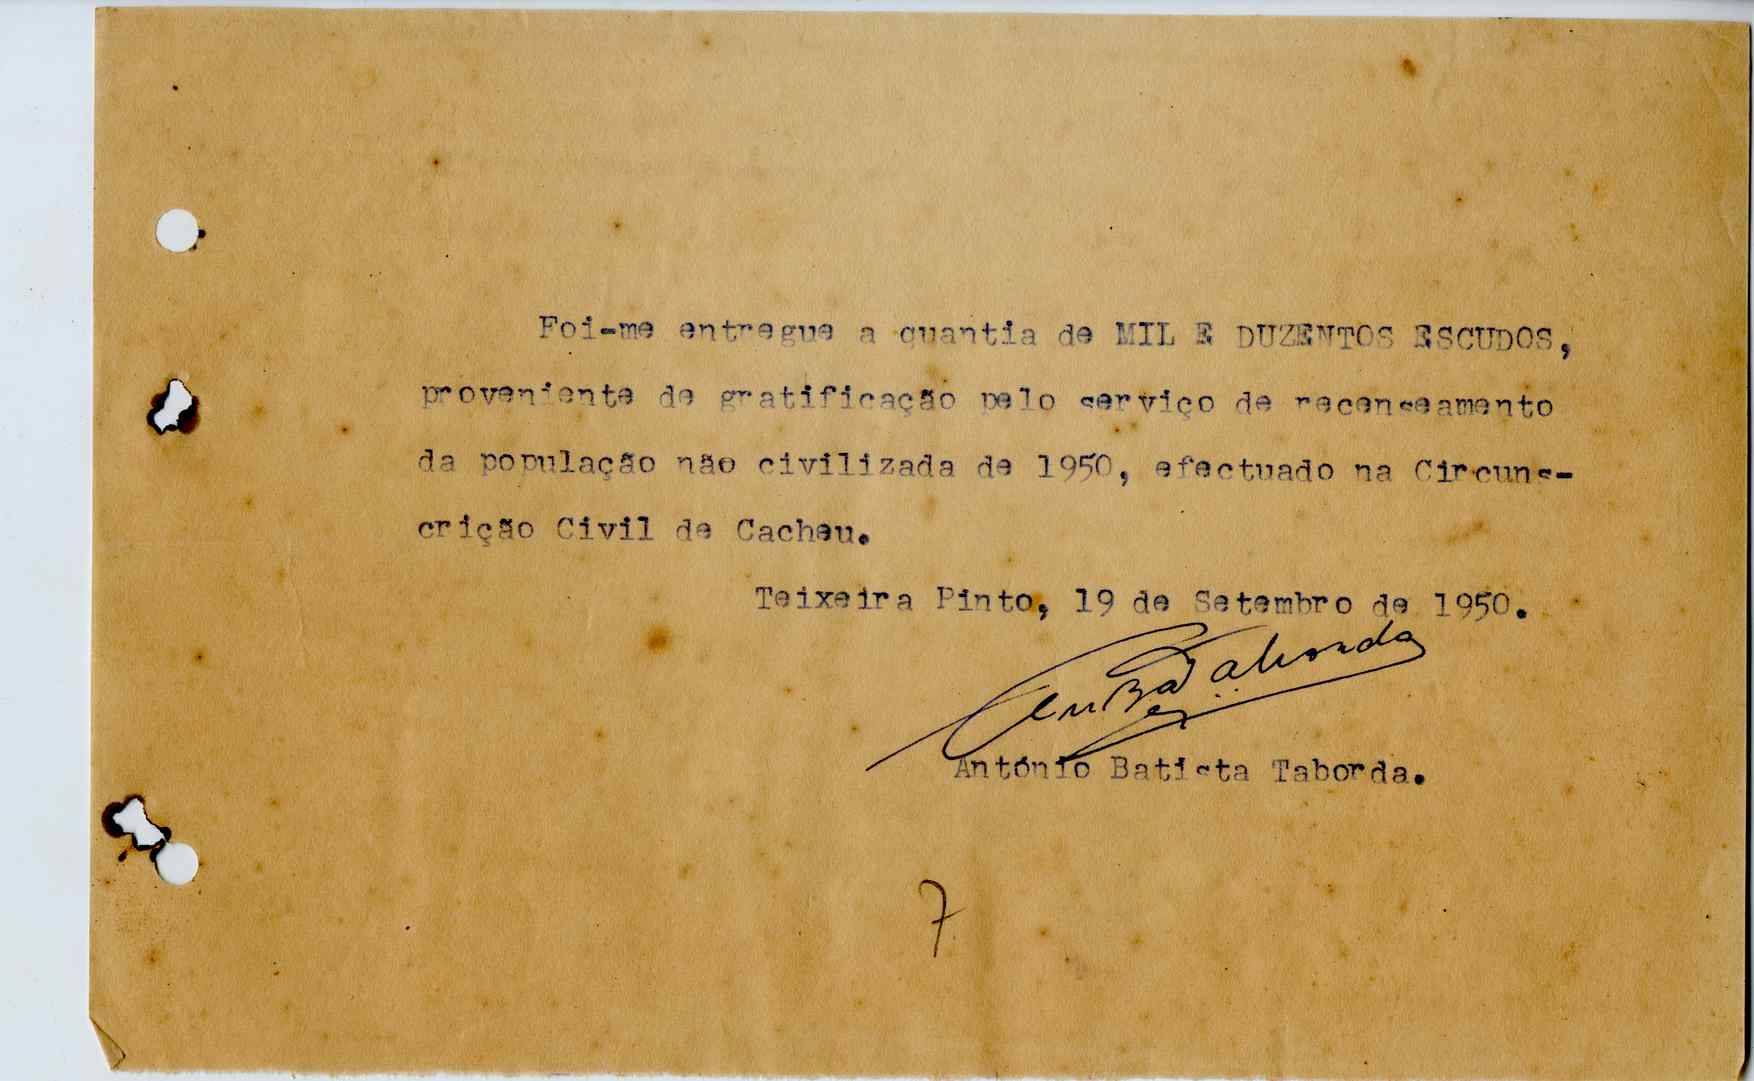 Foi-me entregue a quantia de MIL E DUZENTOS ESCUDOS,
proveniente de gratificação pelo serviço de recenseamento
da população não civilizada de 1950, efectuado na Circuns-
crição Civil de Cacheu.
Teixeira Pinto, 19 de Setembro de 1950.
Taborda
António Batista Taborda.
7